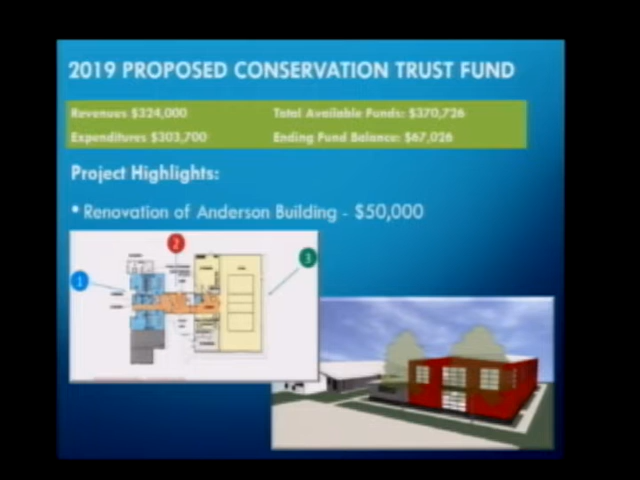 2019 PROPOSED CONSERVATION TRUST FUND
Revenues $324,000 Total Available Funds: $370,726
Expenditures $303,700 Ending Fund Balance: $67,026
Project Highlights:
• Renovation of Anderson Building - $50,000
1
2
3